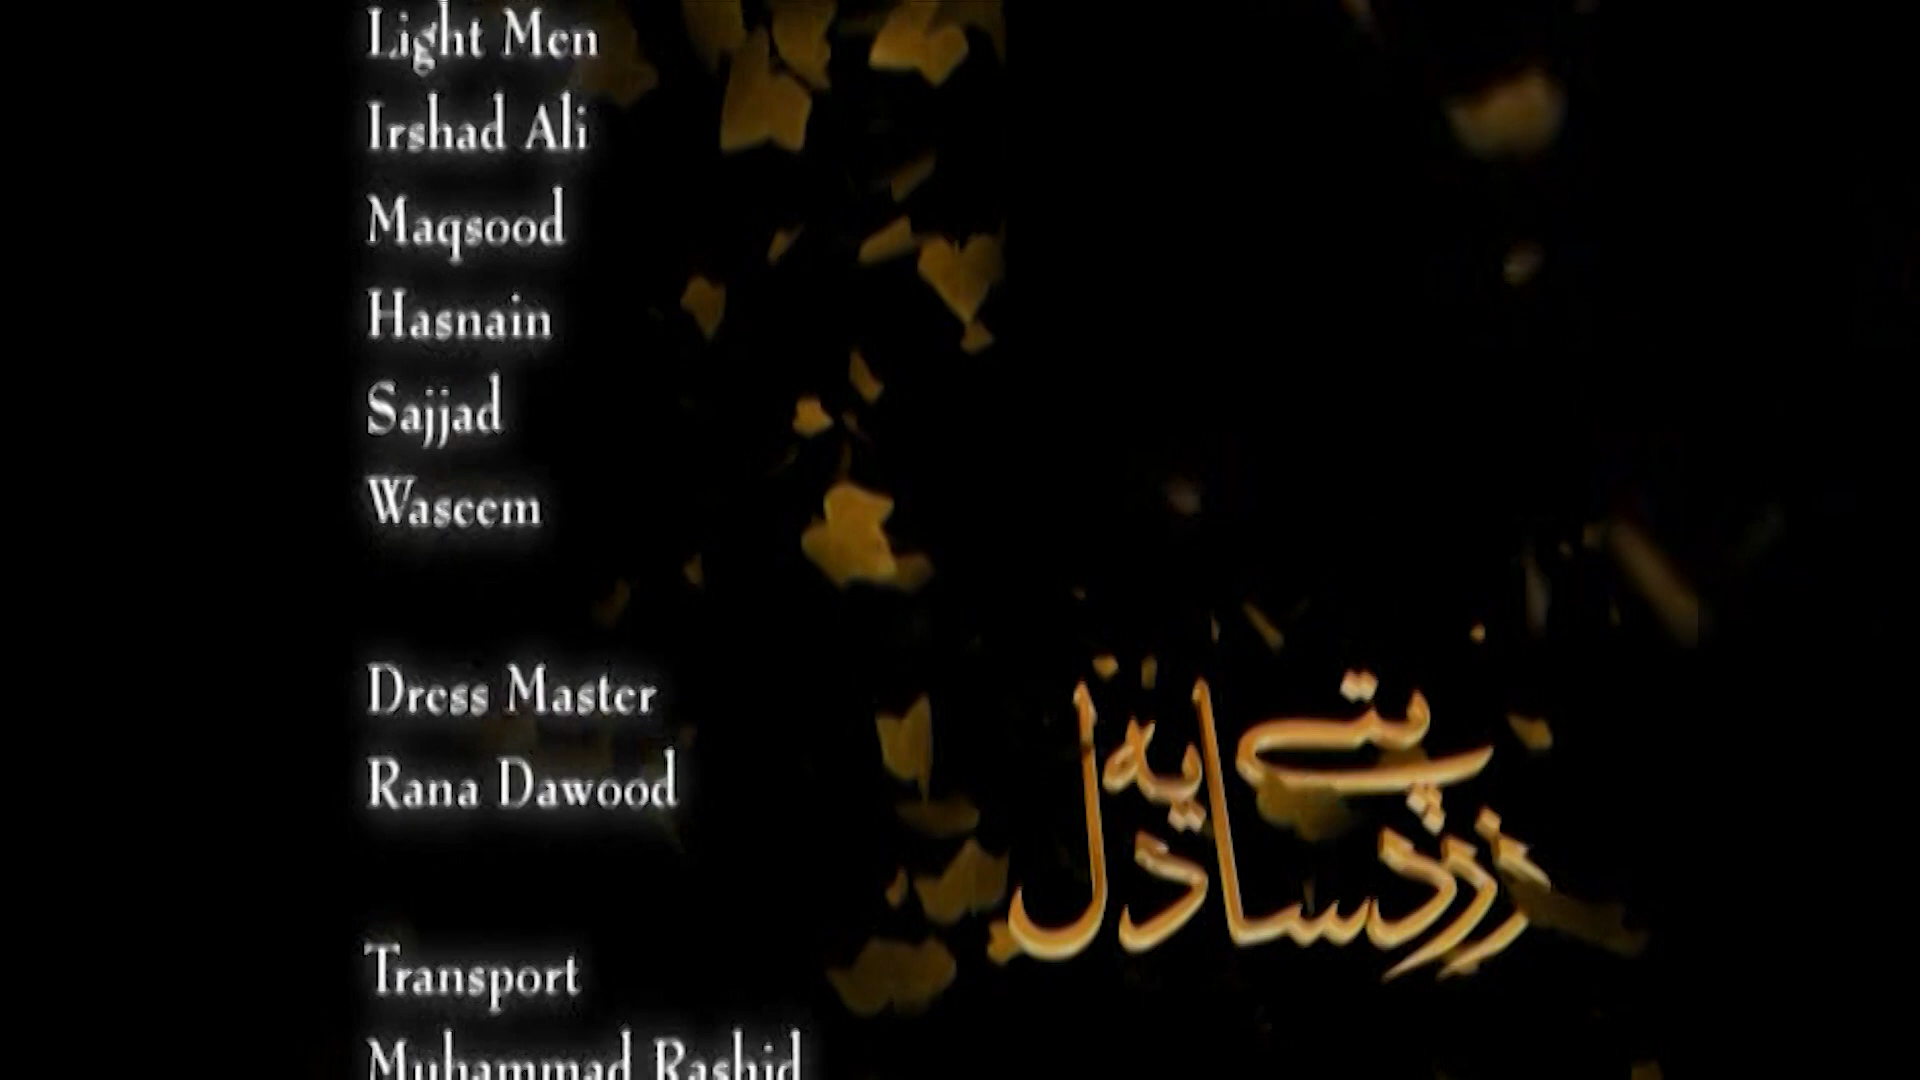 Light Men
Irshad Ali
Maqsood
Hasnain
Sajjad
Waseem
Dress Master
Rana Dawood
Transport
Muhammad Rashid
زرد پتے
سا یہ دل